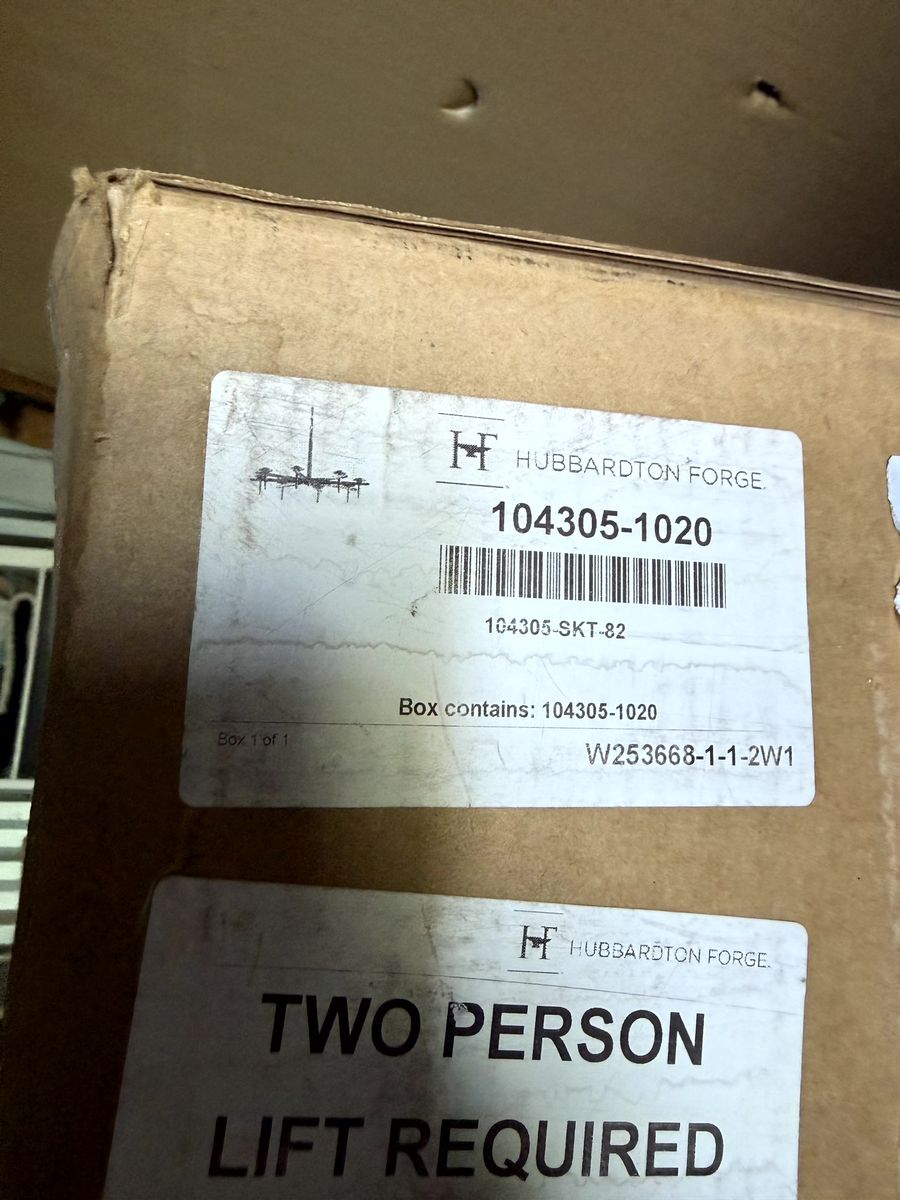 HF HUBBARDTON FORGE.
104305-1020
104305-SKT-82
Box contains: 104305-1020
Box 1 of 1
W253668-1-1-2W1
HF HUBBARDTON FORGE.
TWO PERSON
LIFT REQUIRED